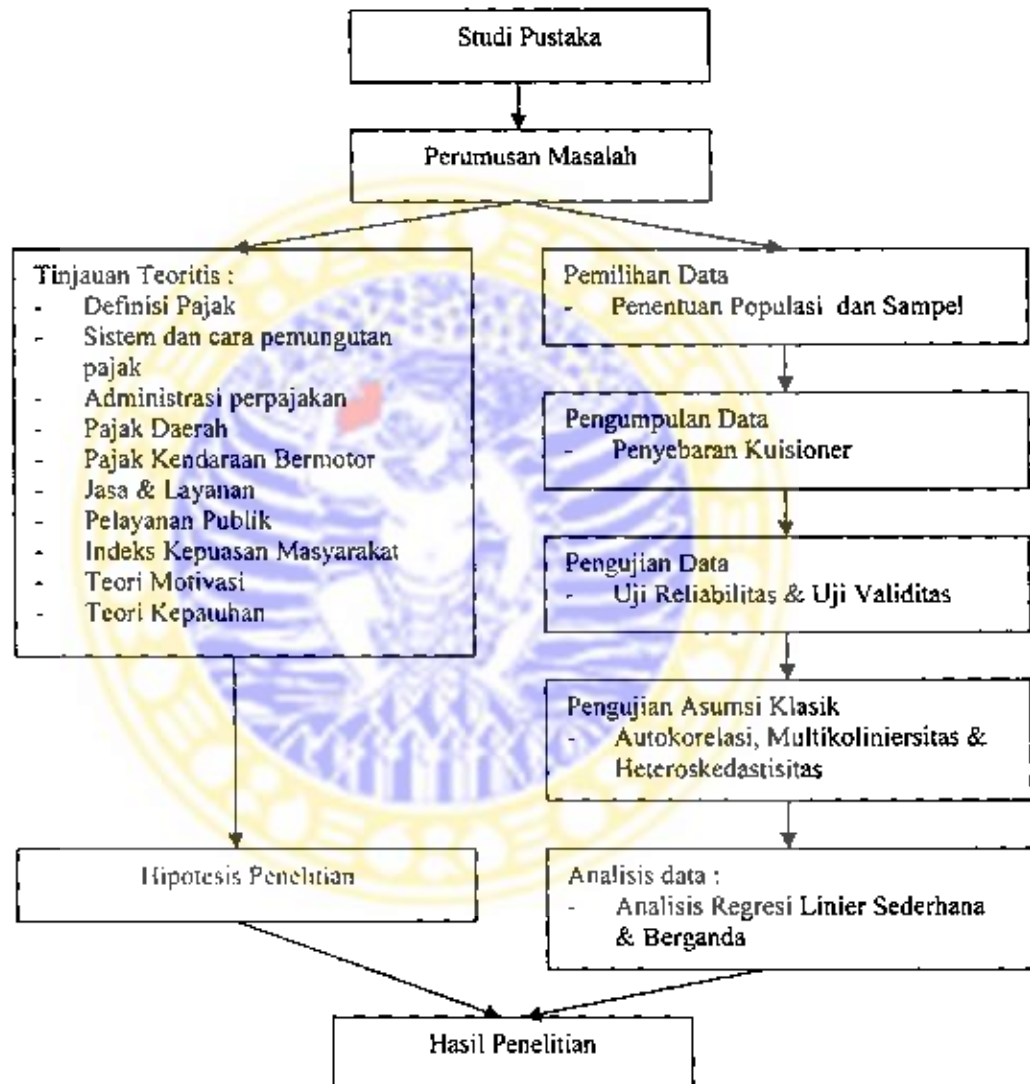 Studi Pustaka
Perumusan Masalah
Tinjauan Teoritis :
- Definisi Pajak
- Sistem dan cara pemungutan
pajak
- Administrasi perpajakan
- Pajak Daerah
- Pajak Kendaraan Bermotor
- Jasa & Layanan
- Pelayanan Publik
- Indeks Kepuasan Masyarakat
- Teori Motivasi
- Teori Kepatuhan
Hipotesis Penelitian
Pemilihan Data
- Penentuan Populasi dan Sampel
Pengumpulan Data
- Penyebaran Kuisioner
Pengujian Data
- Uji Reliabilitas & Uji Validitas
Pengujian Asumsi Klasik
- Autokorelasi, Multikoliniersitas &
Heteroskedastisitas
Analisis data :
- Analisis Regresi Linier Sederhana
& Berganda
Hasil Penelitian